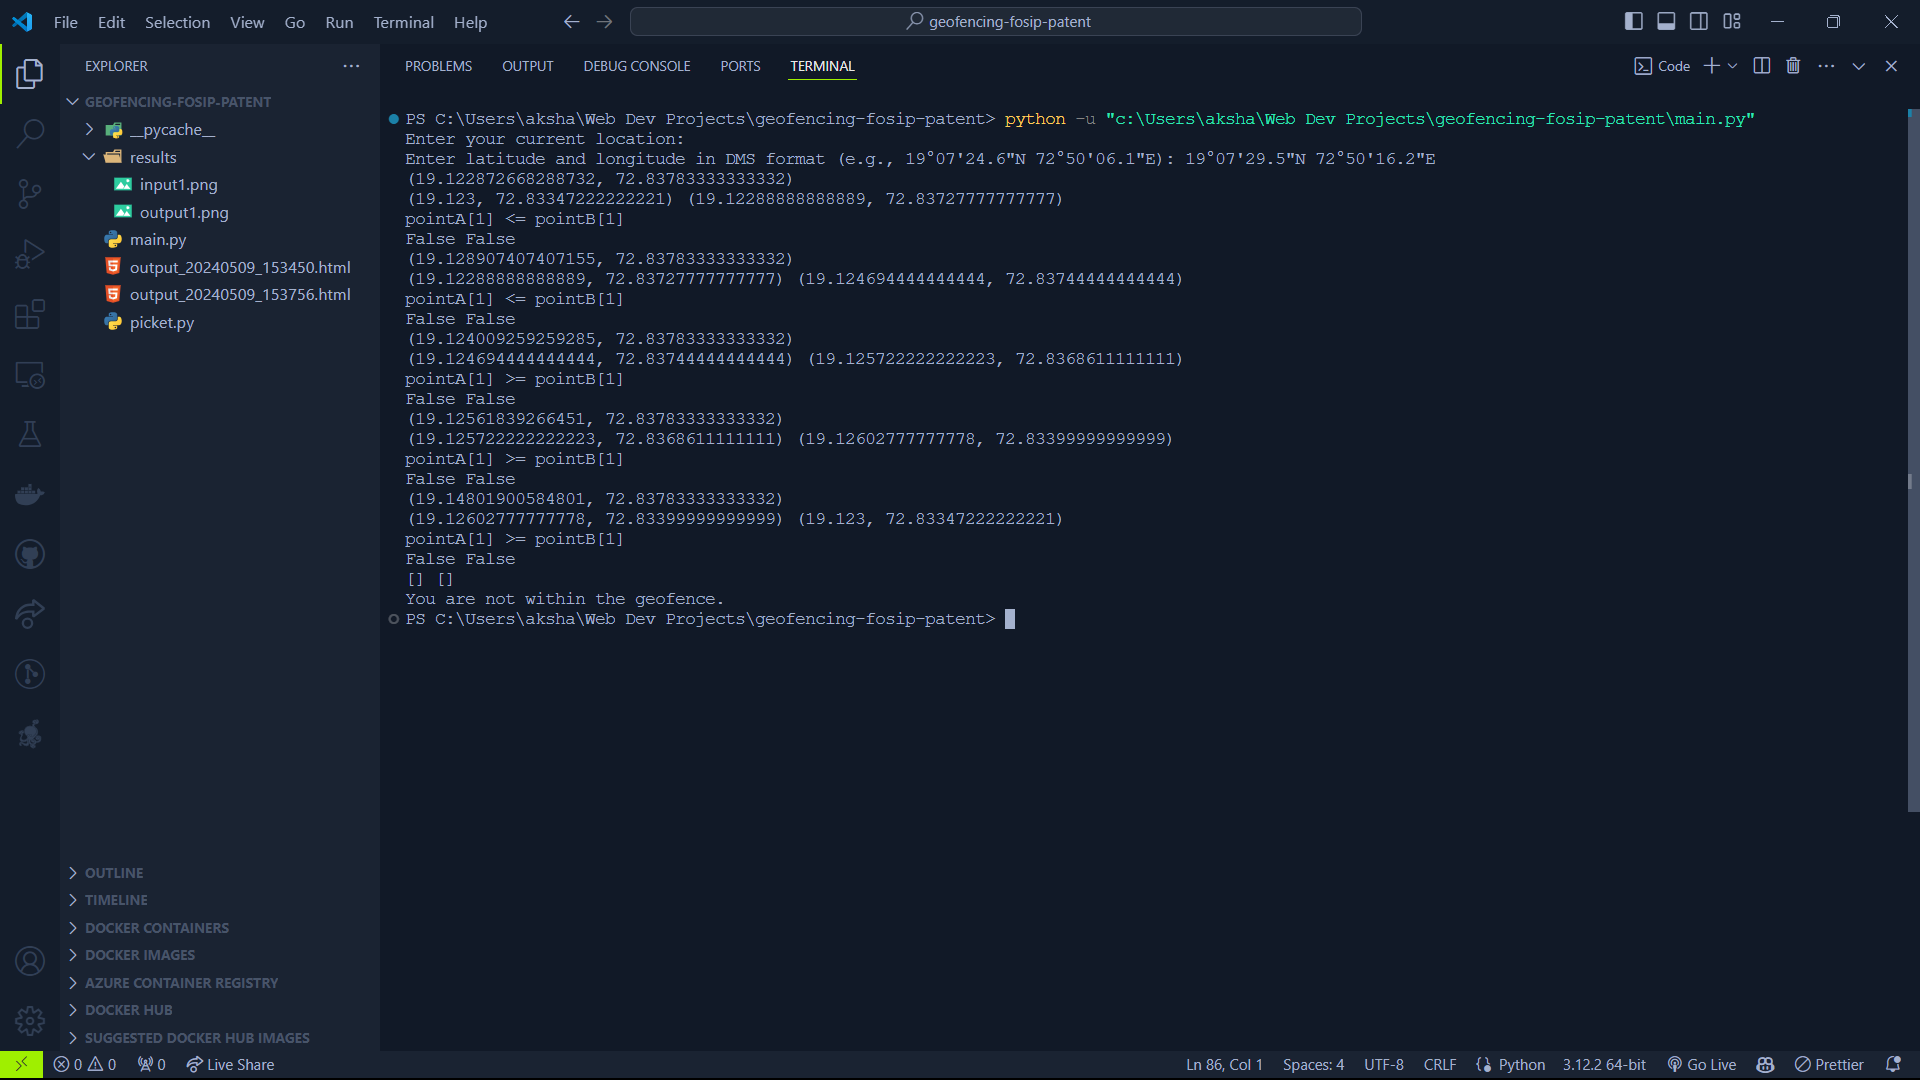 File Edit Selection View Go Run Terminal Help
geofencing-fosip-patent
EXPLORER
GEOFENCING-FOSIP-PATENT
__pycache__
results
input1.png
output1.png
main.py
output_20240509_153450.html
output_20240509_153756.html
picket.py
OUTLINE
TIMELINE
DOCKER CONTAINERS
DOCKER IMAGES
AZURE CONTAINER REGISTRY
DOCKER HUB
SUGGESTED DOCKER HUB IMAGES
PROBLEMS OUTPUT DEBUG CONSOLE PORTS TERMINAL
Code
PS C:\Users\aksha\Web Dev Projects\geofencing-fosip-patent> python -u "c:\Users\aksha\Web Dev Projects\geofencing-fosip-patent\main.py"
Enter your current location:
Enter latitude and longitude in DMS format (e.g., 19°07'24.6"N 72°50'06.1"E): 19°07'29.5"N 72°50'16.2"E
(19.122872668288732, 72.83783333333332)
(19.123, 72.83347222222221) (19.12288888888889, 72.83727777777777)
pointA[1] <= pointB[1]
False False
(19.128907407407155, 72.83783333333332)
(19.12288888888889, 72.83727777777777) (19.124694444444444, 72.83744444444444)
pointA[1] <= pointB[1]
False False
(19.124009259259285, 72.83783333333332)
(19.124694444444444, 72.83744444444444) (19.125722222222223, 72.8368611111111)
pointA[1] >= pointB[1]
False False
(19.12561839266451, 72.83783333333332)
(19.125722222222223, 72.8368611111111) (19.12602777777778, 72.83399999999999)
pointA[1] >= pointB[1]
False False
(19.14801900584801, 72.83783333333332)
(19.12602777777778, 72.83399999999999) (19.123, 72.83347222222221)
pointA[1] >= pointB[1]
False False
[] []
You are not within the geofence.
PS C:\Users\aksha\Web Dev Projects\geofencing-fosip-patent>
0 0 0 Live Share Ln 86, Col 1 Spaces: 4 UTF-8 CRLF Python 3.12.2 64-bit Go Live Prettier